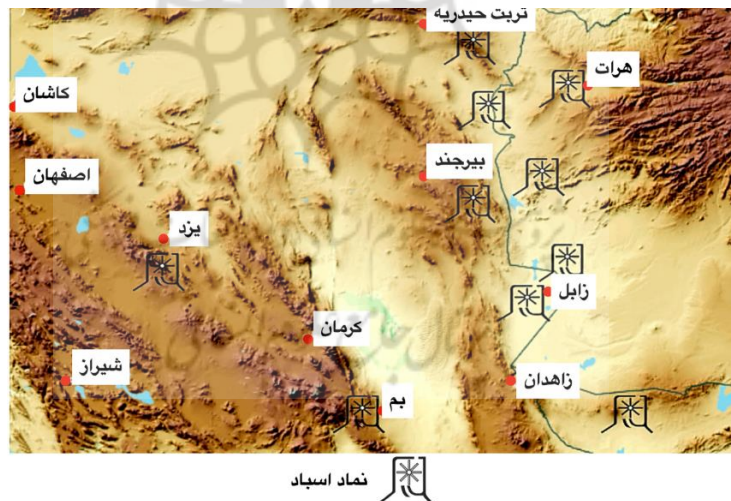 تربت حیدریه
هرات
کاشان
بیرجند
اصفهان
یزد
زابل
کرمان
شیراز
زاهدان
بم
نماد اسباد